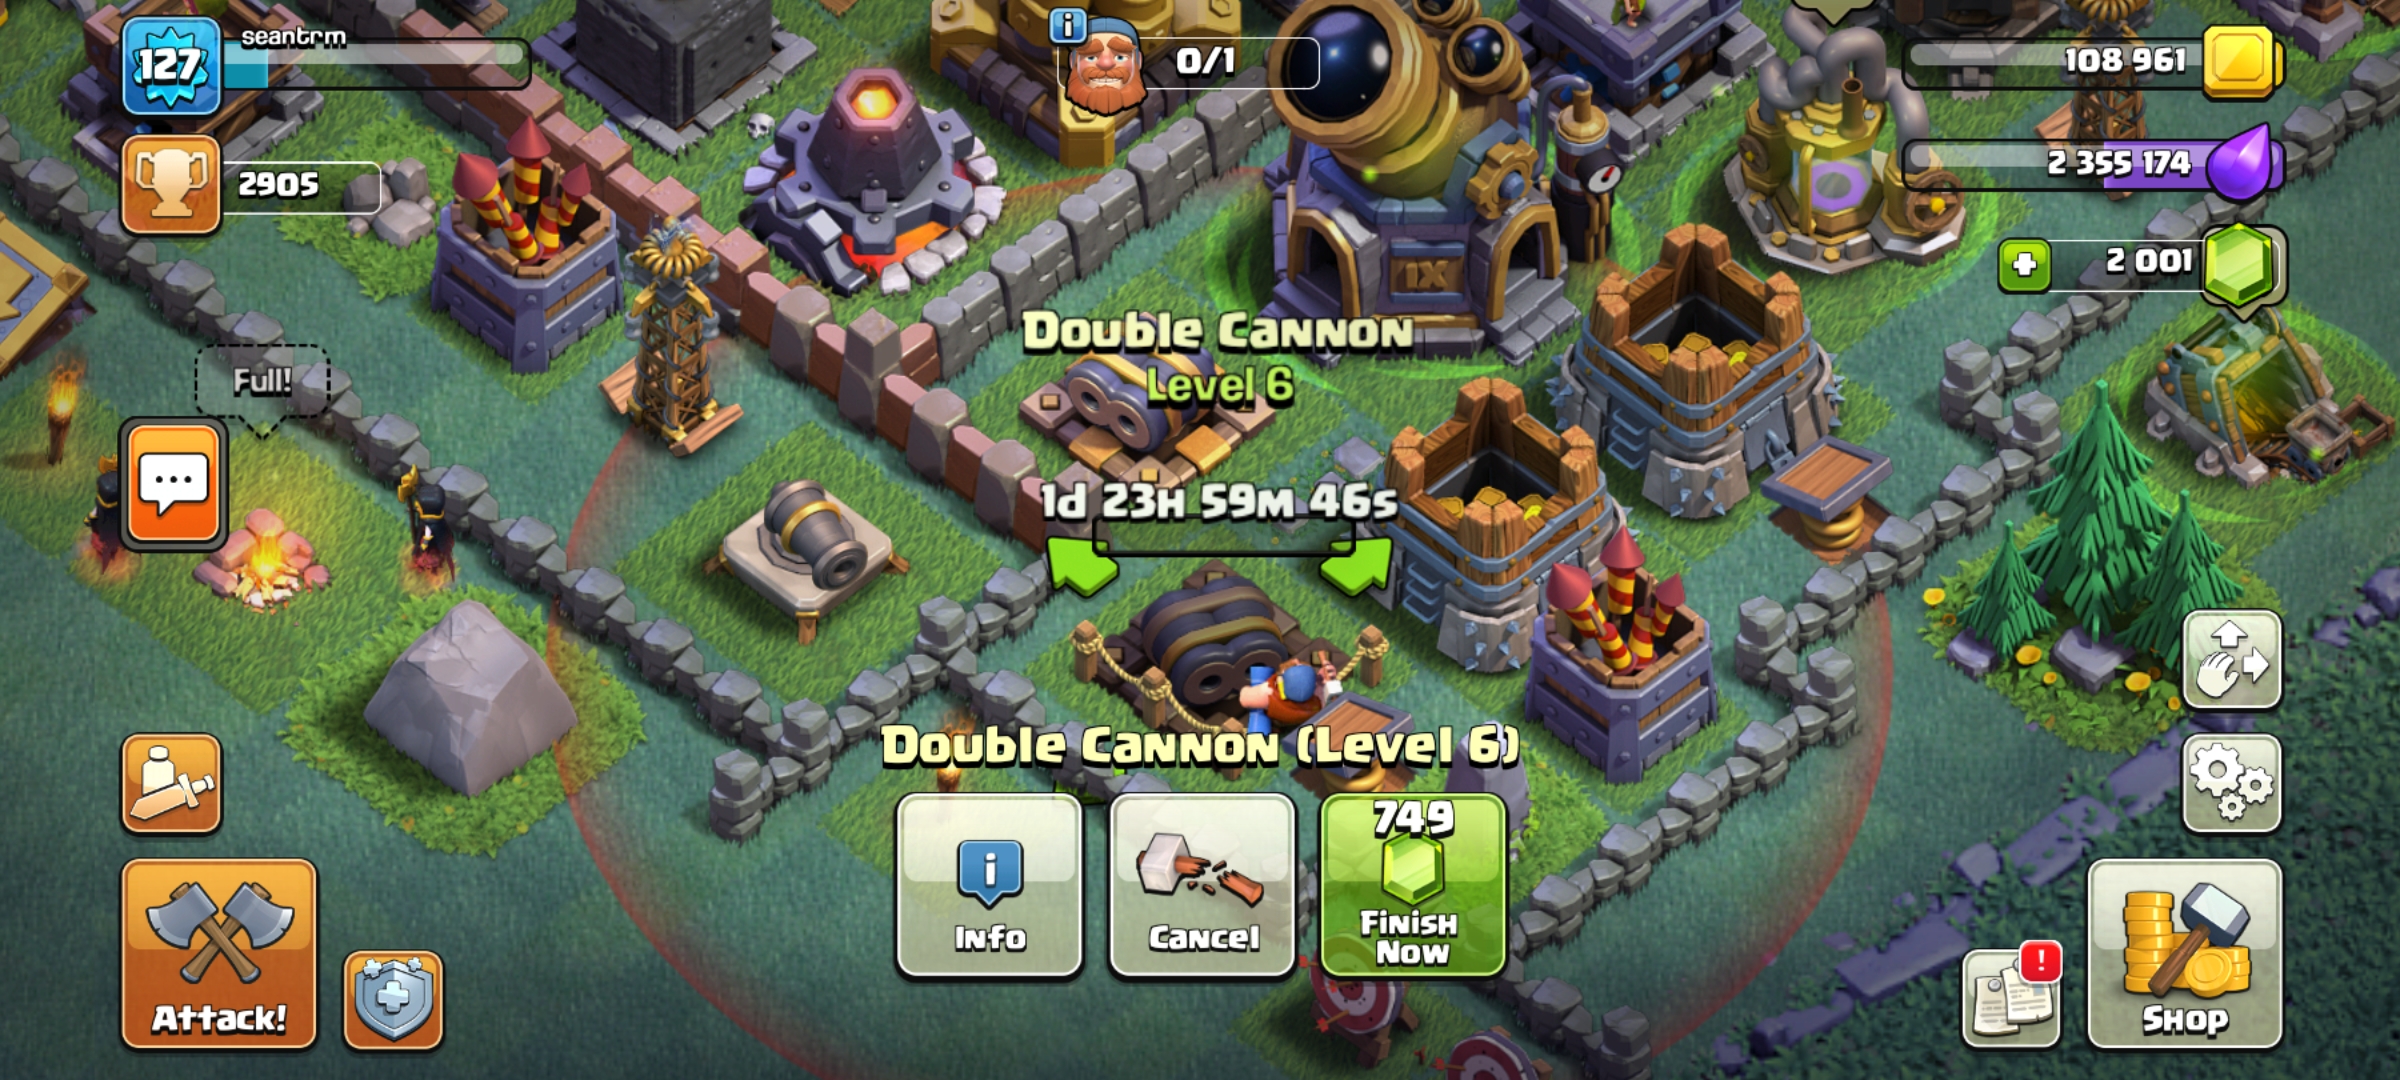 127
seantrm
0/1
108 961
2905
2 355 174
2 001
IX
Double Cannon
Level 6
Full!
1d 23H 59M 46s
Double Cannon (Level 6)
749
Info
Cancel
Finish
Now
Attack!
!
Shop